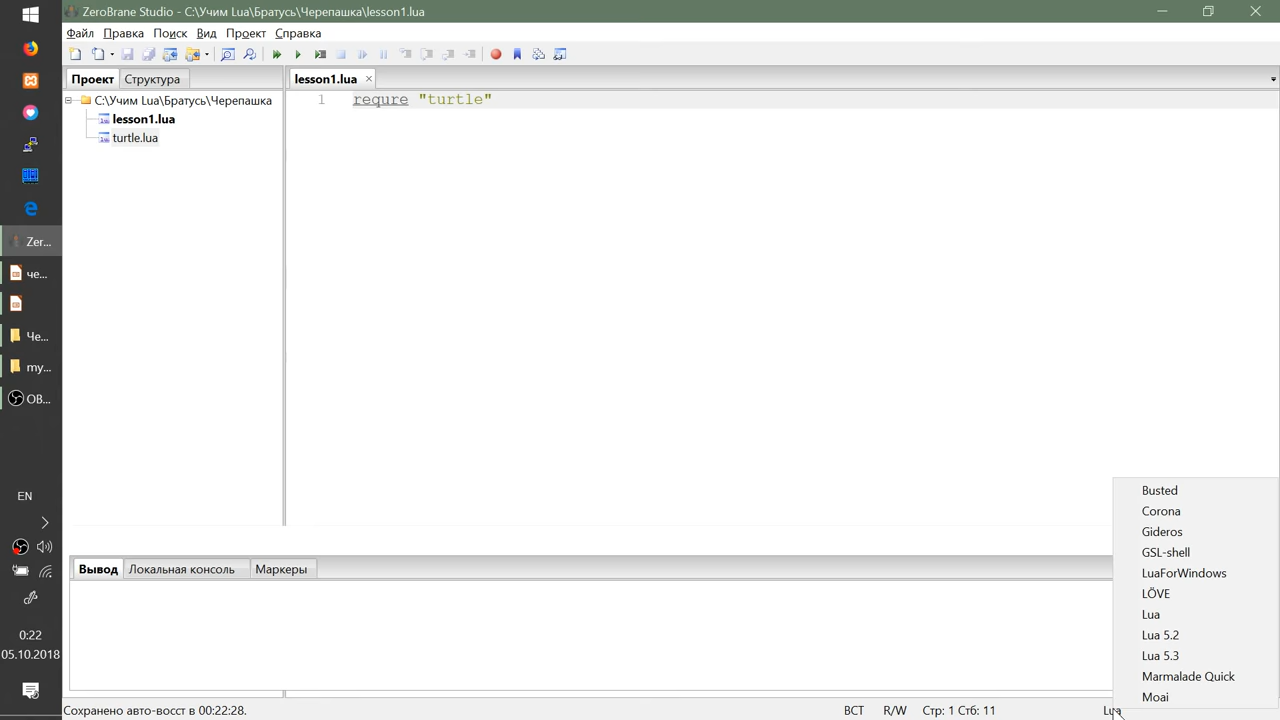 ZeroBrane Studio - C:\Учим Lua\Братусь\Черепашка\lesson1.lua
Файл Правка Поиск Вид Проект Справка
Проект Структура
lesson1.lua
C:\Учим Lua\Братусь\Черепашка
lesson1.lua
turtle.lua
1 requre "turtle"
Zer...
че...
Че...
my...
OB...
EN
0:22
05.10.2018
Busted
Corona
Gideros
GSL-shell
LuaForWindows
LÖVE
Lua
Lua 5.2
Lua 5.3
Marmalade Quick
Moai
Вывод Локальная консоль Маркеры
Сохранено авто-восст в 00:22:28. ВСТ R/W Стр: 1 Стб: 11 Lua